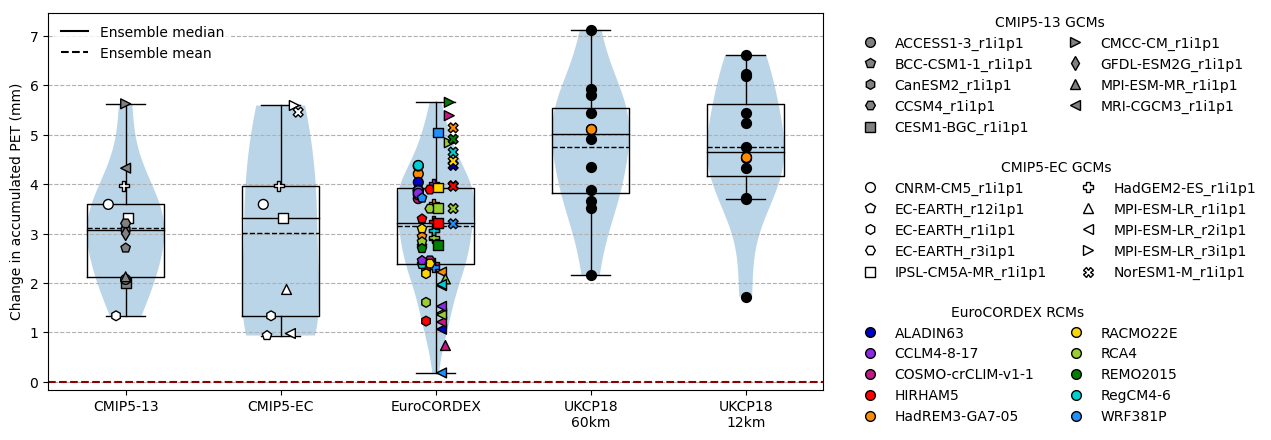 Change in accumulated PET (mm)
7
6
5
4
3
2
1
0
Ensemble median
Ensemble mean
CMIP5-13
CMIP5-EC
EuroCORDEX
UKCP18
60km
UKCP18
12km
CMIP5-13 GCMs
ACCESS1-3_r1i1p1
BCC-CSM1-1_r1i1p1
CanESM2_r1i1p1
CCSM4_r1i1p1
CESM1-BGC_r1i1p1
CMCC-CM_r1i1p1
GFDL-ESM2G_r1i1p1
MPI-ESM-MR_r1i1p1
MRI-CGCM3_r1i1p1
CMIP5-EC GCMs
CNRM-CM5_r1i1p1
EC-EARTH_r12i1p1
EC-EARTH_r1i1p1
EC-EARTH_r3i1p1
IPSL-CM5A-MR_r1i1p1
HadGEM2-ES_r1i1p1
MPI-ESM-LR_r1i1p1
MPI-ESM-LR_r2i1p1
MPI-ESM-LR_r3i1p1
NorESM1-M_r1i1p1
EuroCORDEX RCMs
ALADIN63
CCLM4-8-17
COSMO-crCLIM-v1-1
HIRHAM5
HadREM3-GA7-05
RACMO22E
RCA4
REMO2015
RegCM4-6
WRF381P